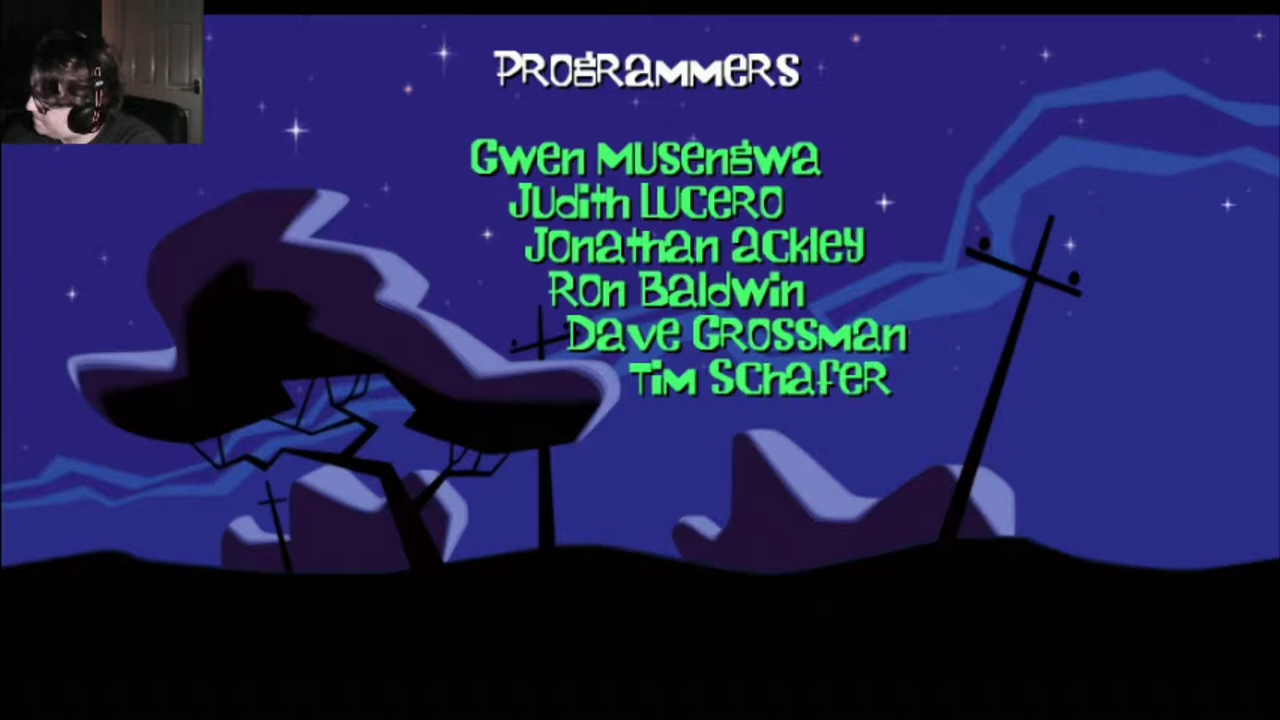 Programmers
Gwen Musengwa
Judith Lucero
Jonathan Ackley
Ron Baldwin
Dave Grossman
Tim Schafer